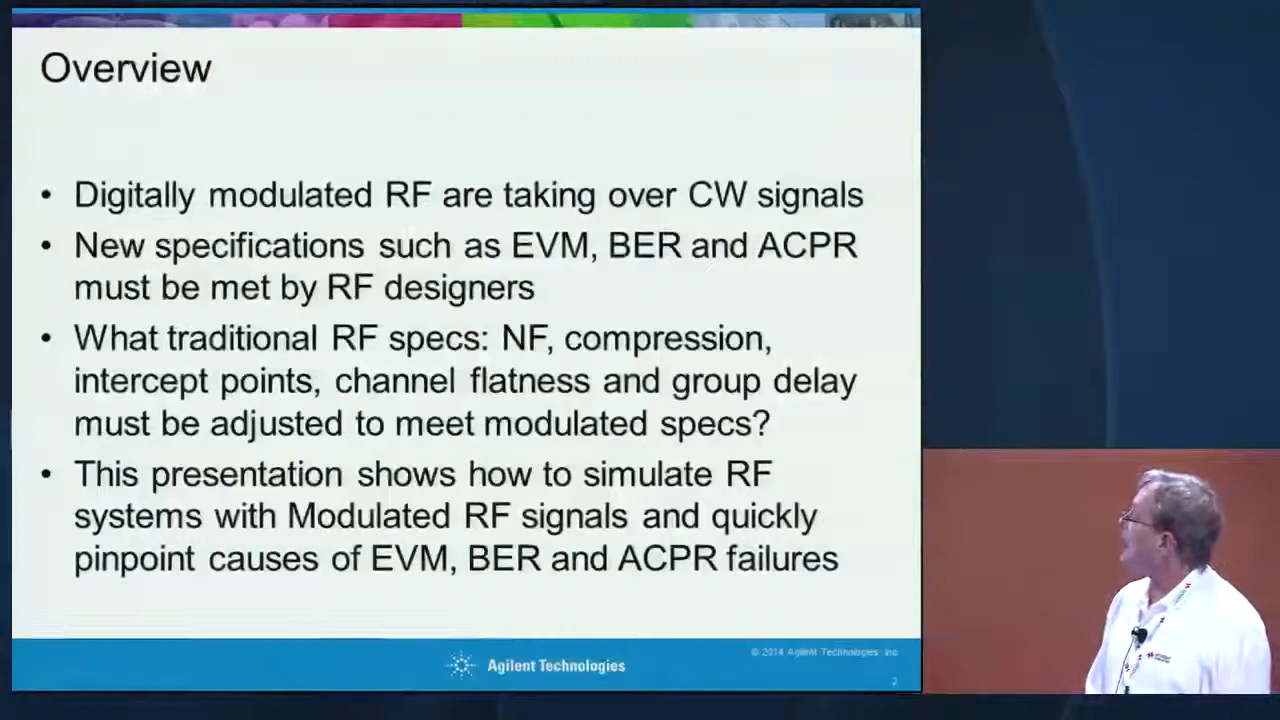 Overview
• Digitally modulated RF are taking over CW signals
• New specifications such as EVM, BER and ACPR
must be met by RF designers
• What traditional RF specs: NF, compression,
intercept points, channel flatness and group delay
must be adjusted to meet modulated specs?
• This presentation shows how to simulate RF
systems with Modulated RF signals and quickly
pinpoint causes of EVM, BER and ACPR failures
© 2014 Agilent Technologies, Inc
Agilent Technologies
2